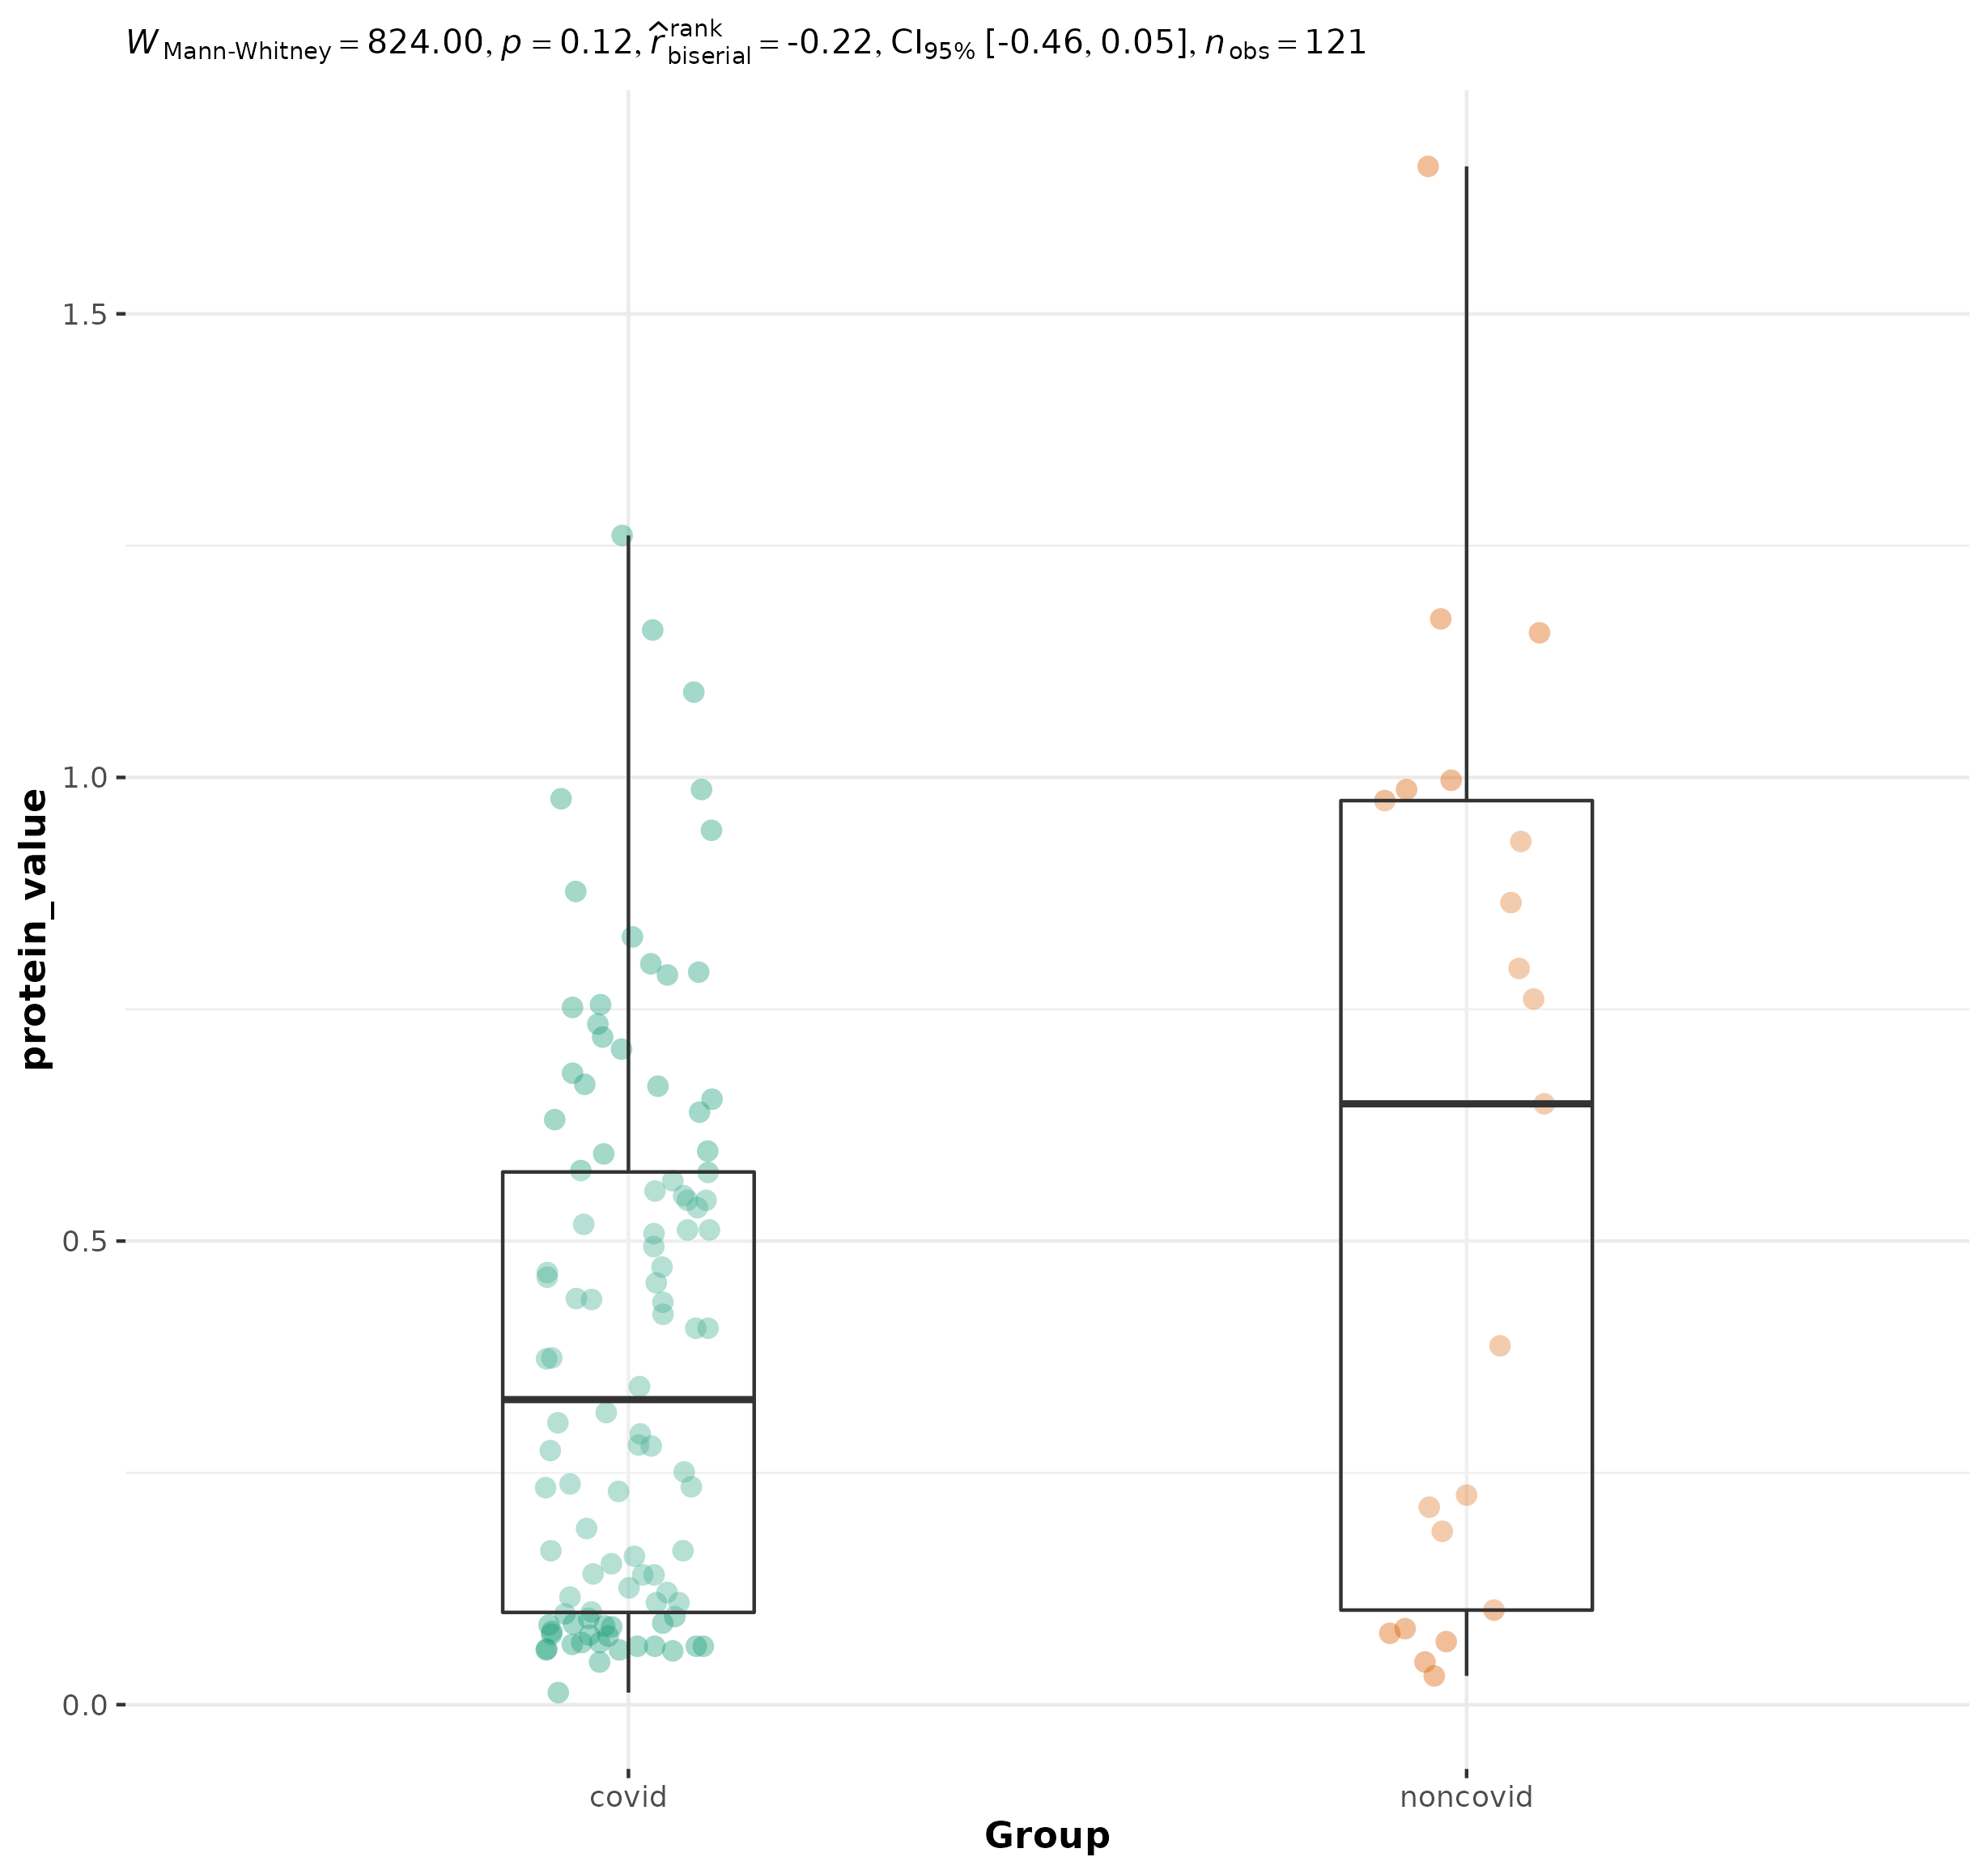 W Mann-Whitney = 824.00, p = 0.12, r̂ rank biserial = -0.22, CI95% [-0.46, 0.05], n obs = 121
1.5
1.0
0.5
0.0
protein_value
covid noncovid
Group